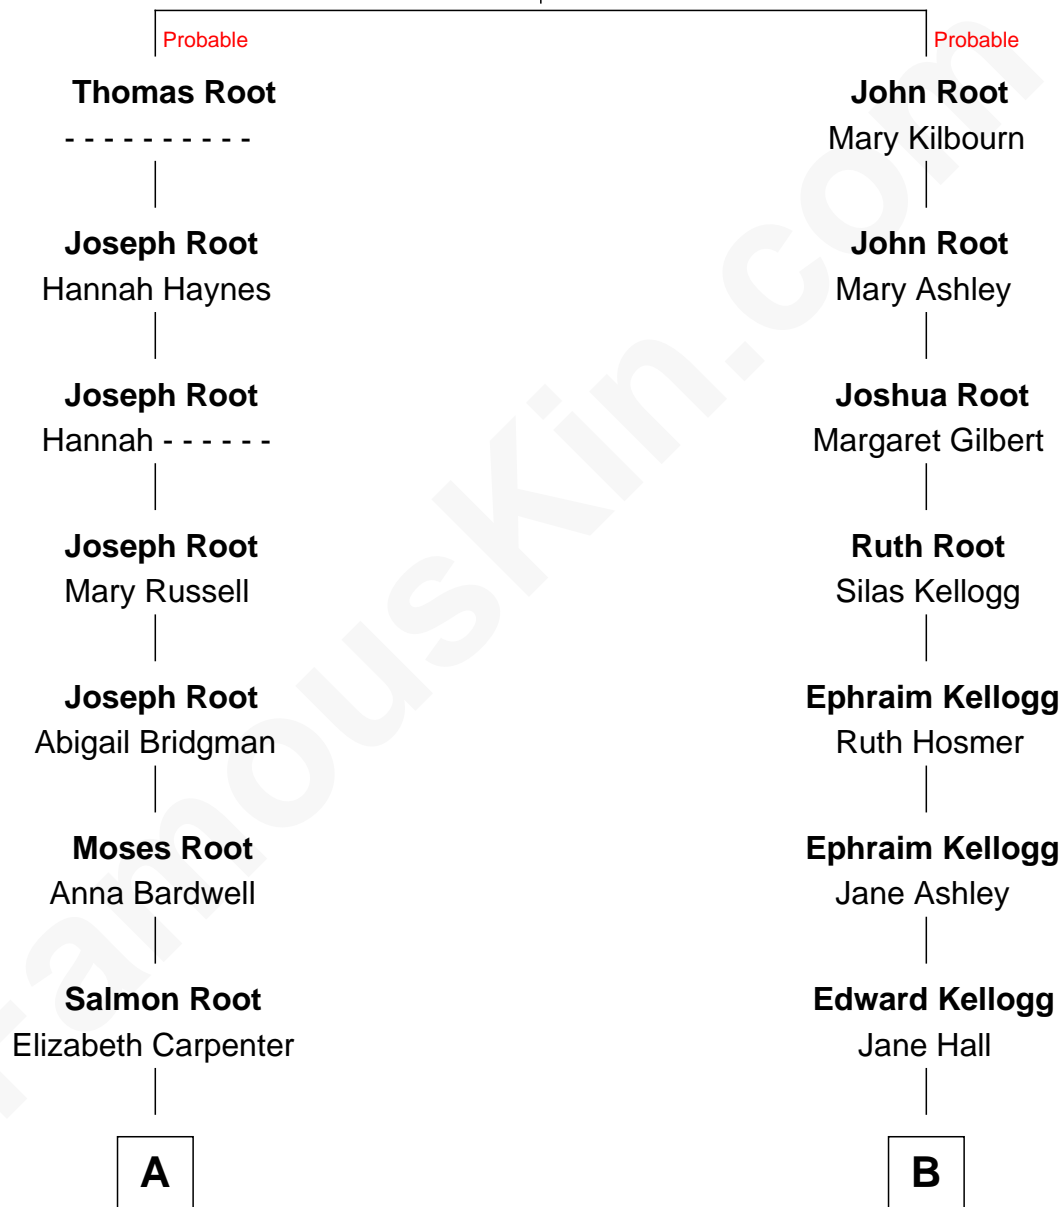 Probable
Thomas Root
- - - - - - - - - -
Joseph Root
Hannah Haynes
Joseph Root
Hannah - - - - - -
Joseph Root
Mary Russell
Joseph Root
Abigail Bridgman
Moses Root
Anna Bardwell
Salmon Root
Elizabeth Carpenter
A
Probable
John Root
Mary Kilbourn
John Root
Mary Ashley
Joshua Root
Margaret Gilbert
Ruth Root
Silas Kellogg
Ephraim Kellogg
Ruth Hosmer
Ephraim Kellogg
Jane Ashley
Edward Kellogg
Jane Hall
B
FamousKin.com